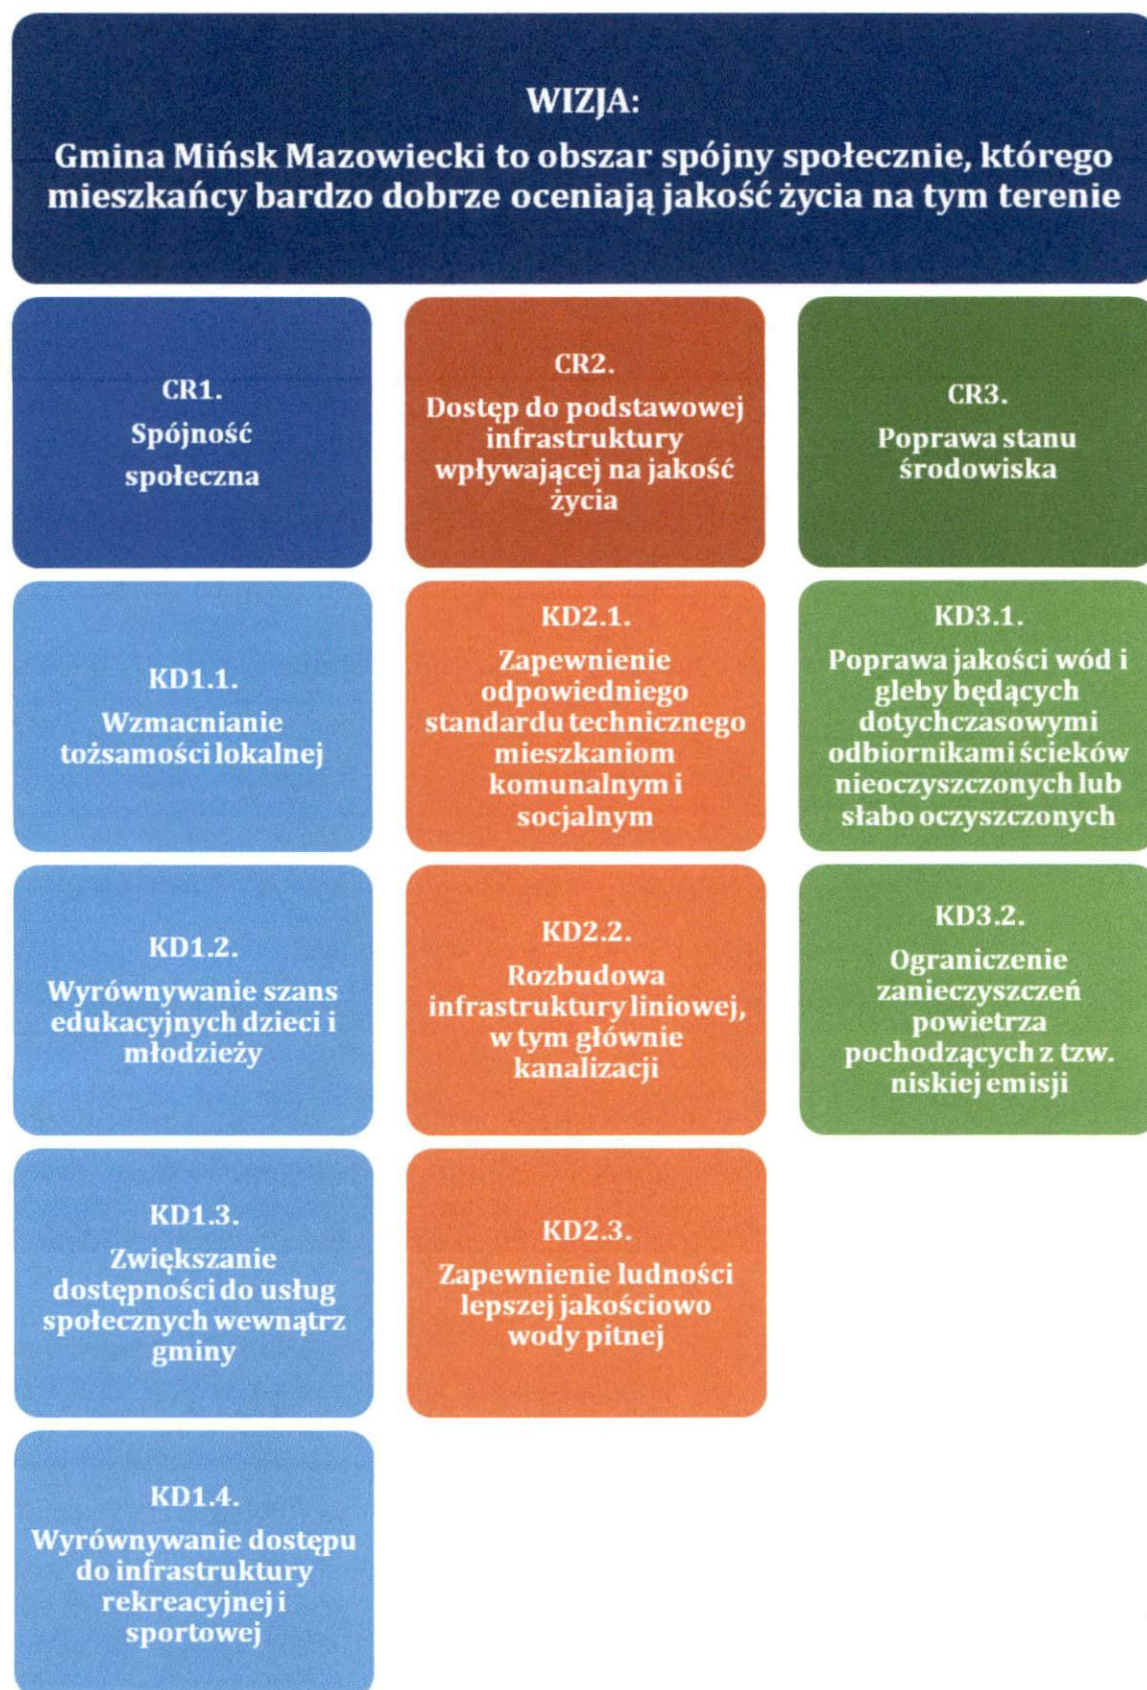 WIZJA:
Gmina Mińsk Mazowiecki to obszar spójny społecznie, którego
mieszkańcy bardzo dobrze oceniają jakość życia na tym terenie
CR1.
Spójność
społeczna
CR2.
Dostęp do podstawowej
infrastruktury
wpływającej na jakość
życia
CR3.
Poprawa stanu
środowiska
KD1.1.
Wzmacnianie
tożsamości lokalnej
KD2.1.
Zapewnienie
odpowiedniego
standardu technicznego
mieszkaniom
komunalnym i
socjalnym
KD3.1.
Poprawa jakości wód i
gleby będących
dotychczasowymi
odbiornikami ścieków
nieoczyszczonych lub
słabo oczyszczonych
KD1.2.
Wyrównywanie szans
edukacyjnych dzieci i
młodzieży
KD2.2.
Rozbudowa
infrastruktury liniowej,
w tym głównie
kanalizacji
KD3.2.
Ograniczenie
zanieczyszczeń
powietrza
pochodzących z tzw.
niskiej emisji
KD1.3.
Zwiększanie
dostępności do usług
społecznych wewnątrz
gminy
KD2.3.
Zapewnienie ludności
lepszej jakościowo
wody pitnej
KD1.4.
Wyrównywanie dostępu
do infrastruktury
rekreacyjnej i
sportowej